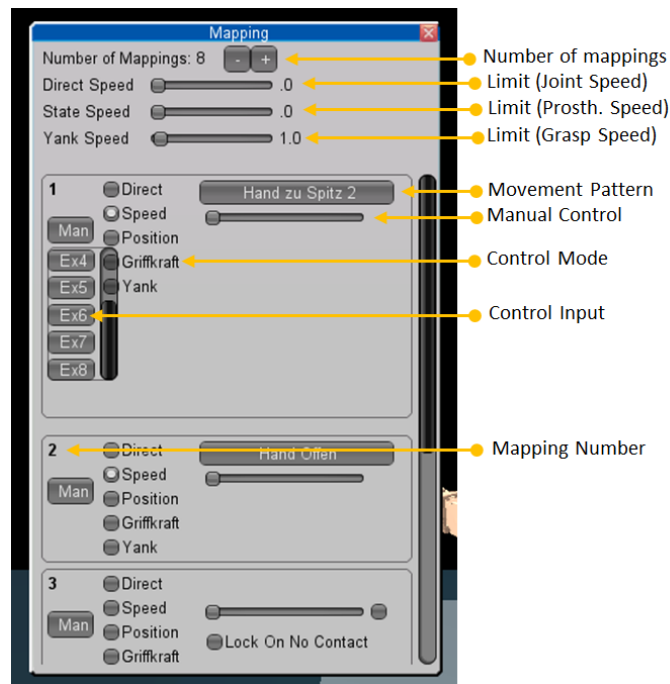 Mapping
Number of Mappings: 8 - + Number of mappings
Direct Speed .0 Limit (Joint Speed)
State Speed .0 Limit (Prosth. Speed)
Yank Speed 1.0 Limit (Grasp Speed)
1 Direct Hand zu Spitz 2 Movement Pattern
Speed Manual Control
Man Position
Ex4 Griffkraft Control Mode
Ex5 Yank
Ex6 Control Input
Ex7
Ex8
2 Direct Hand Offen Mapping Number
Speed
Man Position
Griffkraft
Yank
3 Direct
Speed
Man Position Lock On No Contact
Griffkraft